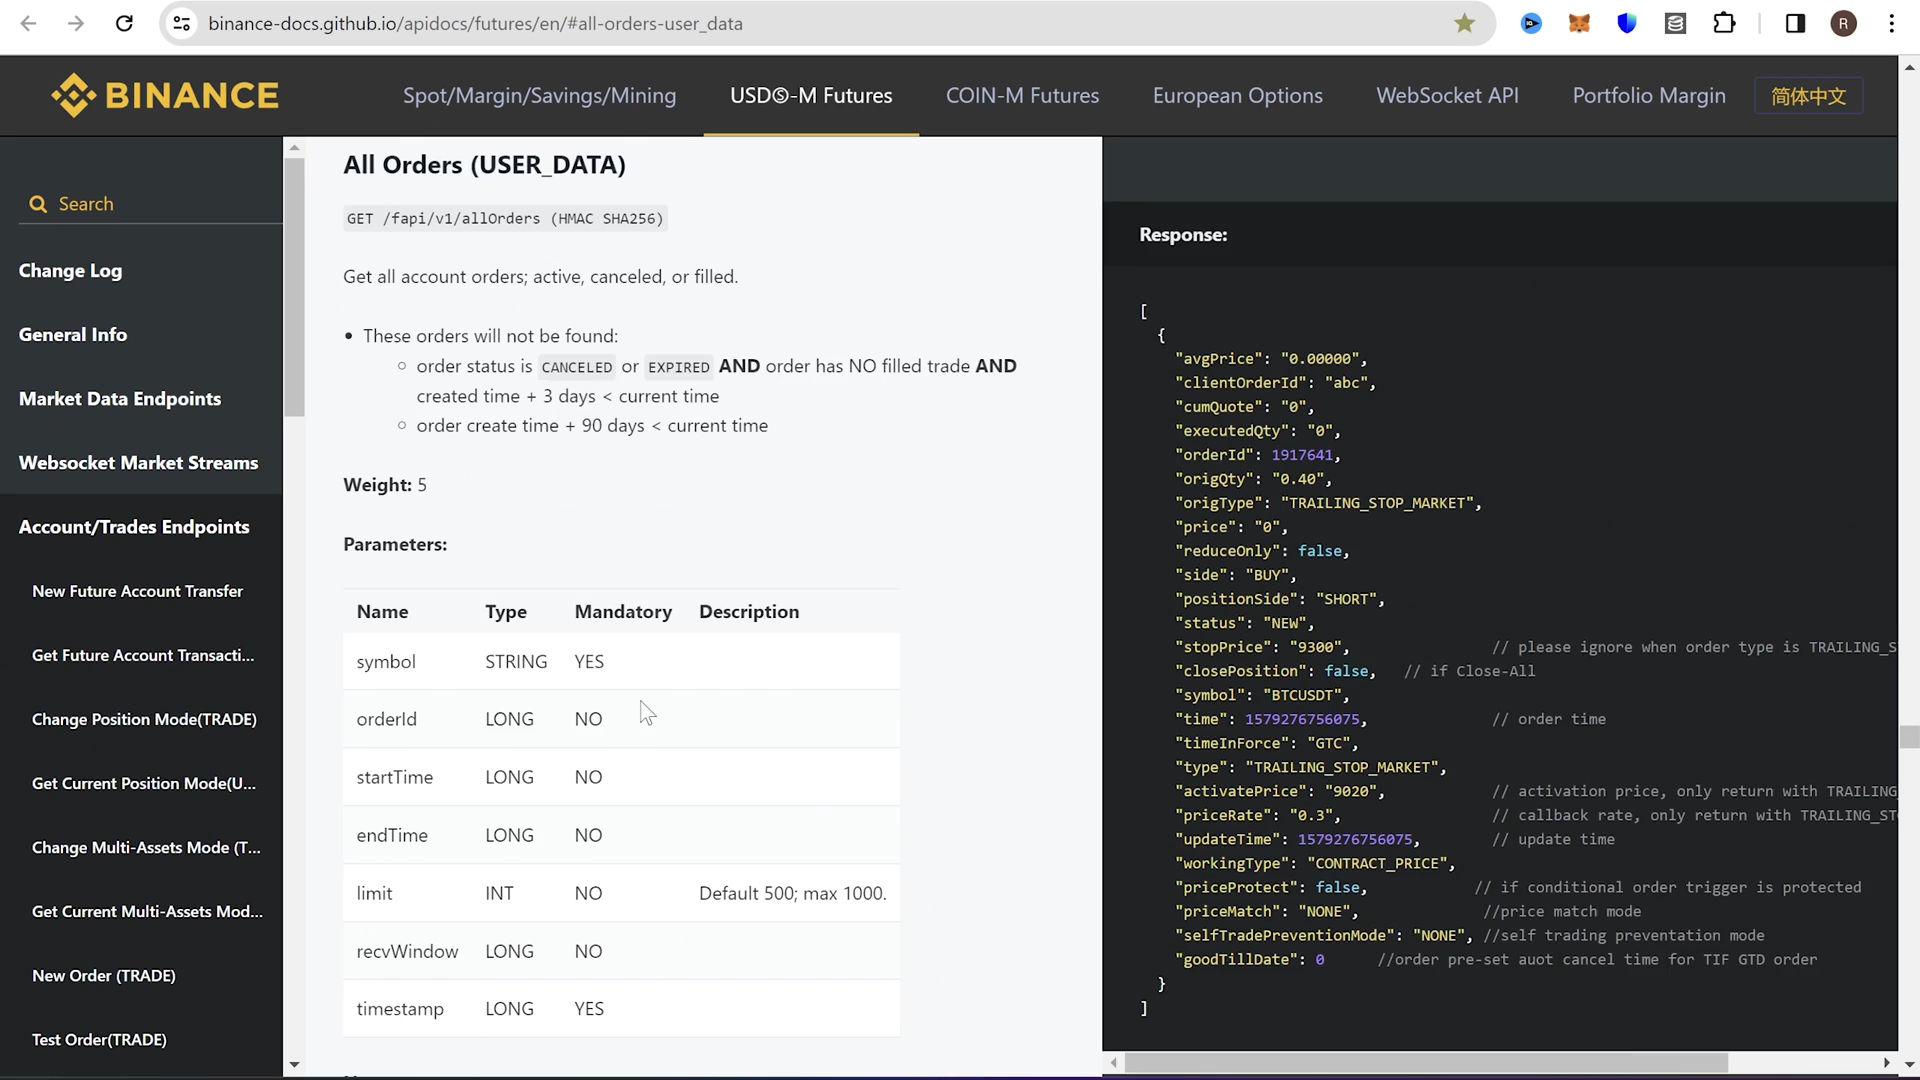 binance-docs.github.io/apidocs/futures/en/#all-orders-user_data
R
BINANCE
Spot/Margin/Savings/Mining
USDⓈ-M Futures
COIN-M Futures
European Options
WebSocket API
Portfolio Margin
简体中文
Search
Change Log
General Info
Market Data Endpoints
Websocket Market Streams
Account/Trades Endpoints
New Future Account Transfer
Get Future Account Transacti...
Change Position Mode(TRADE)
Get Current Position Mode(U...
Change Multi-Assets Mode (T...
Get Current Multi-Assets Mod...
New Order (TRADE)
Test Order(TRADE)
All Orders (USER_DATA)
GET /fapi/v1/allOrders (HMAC SHA256)
Get all account orders; active, canceled, or filled.
• These orders will not be found:
○ order status is CANCELED or EXPIRED AND order has NO filled trade AND
created time + 3 days < current time
○ order create time + 90 days < current time
Weight: 5
Parameters:
Name Type Mandatory Description
symbol STRING YES
orderId LONG NO
startTime LONG NO
endTime LONG NO
limit INT NO Default 500; max 1000.
recvWindow LONG NO
timestamp LONG YES
Response:
[
{
"avgPrice": "0.00000",
"clientOrderId": "abc",
"cumQuote": "0",
"executedQty": "0",
"orderId": 1917641,
"origQty": "0.40",
"origType": "TRAILING_STOP_MARKET",
"price": "0",
"reduceOnly": false,
"side": "BUY",
"positionSide": "SHORT",
"status": "NEW",
"stopPrice": "9300", // please ignore when order type is TRAILING_S
"closePosition": false, // if Close-All
"symbol": "BTCUSDT",
"time": 1579276756075, // order time
"timeInForce": "GTC",
"type": "TRAILING_STOP_MARKET",
"activatePrice": "9020", // activation price, only return with TRAILING_
"priceRate": "0.3", // callback rate, only return with TRAILING_ST
"updateTime": 1579276756075, // update time
"workingType": "CONTRACT_PRICE",
"priceProtect": false, // if conditional order trigger is protected
"priceMatch": "NONE", //price match mode
"selfTradePreventionMode": "NONE", //self trading preventation mode
"goodTillDate": 0 //order pre-set auot cancel time for TIF GTD order
}
]